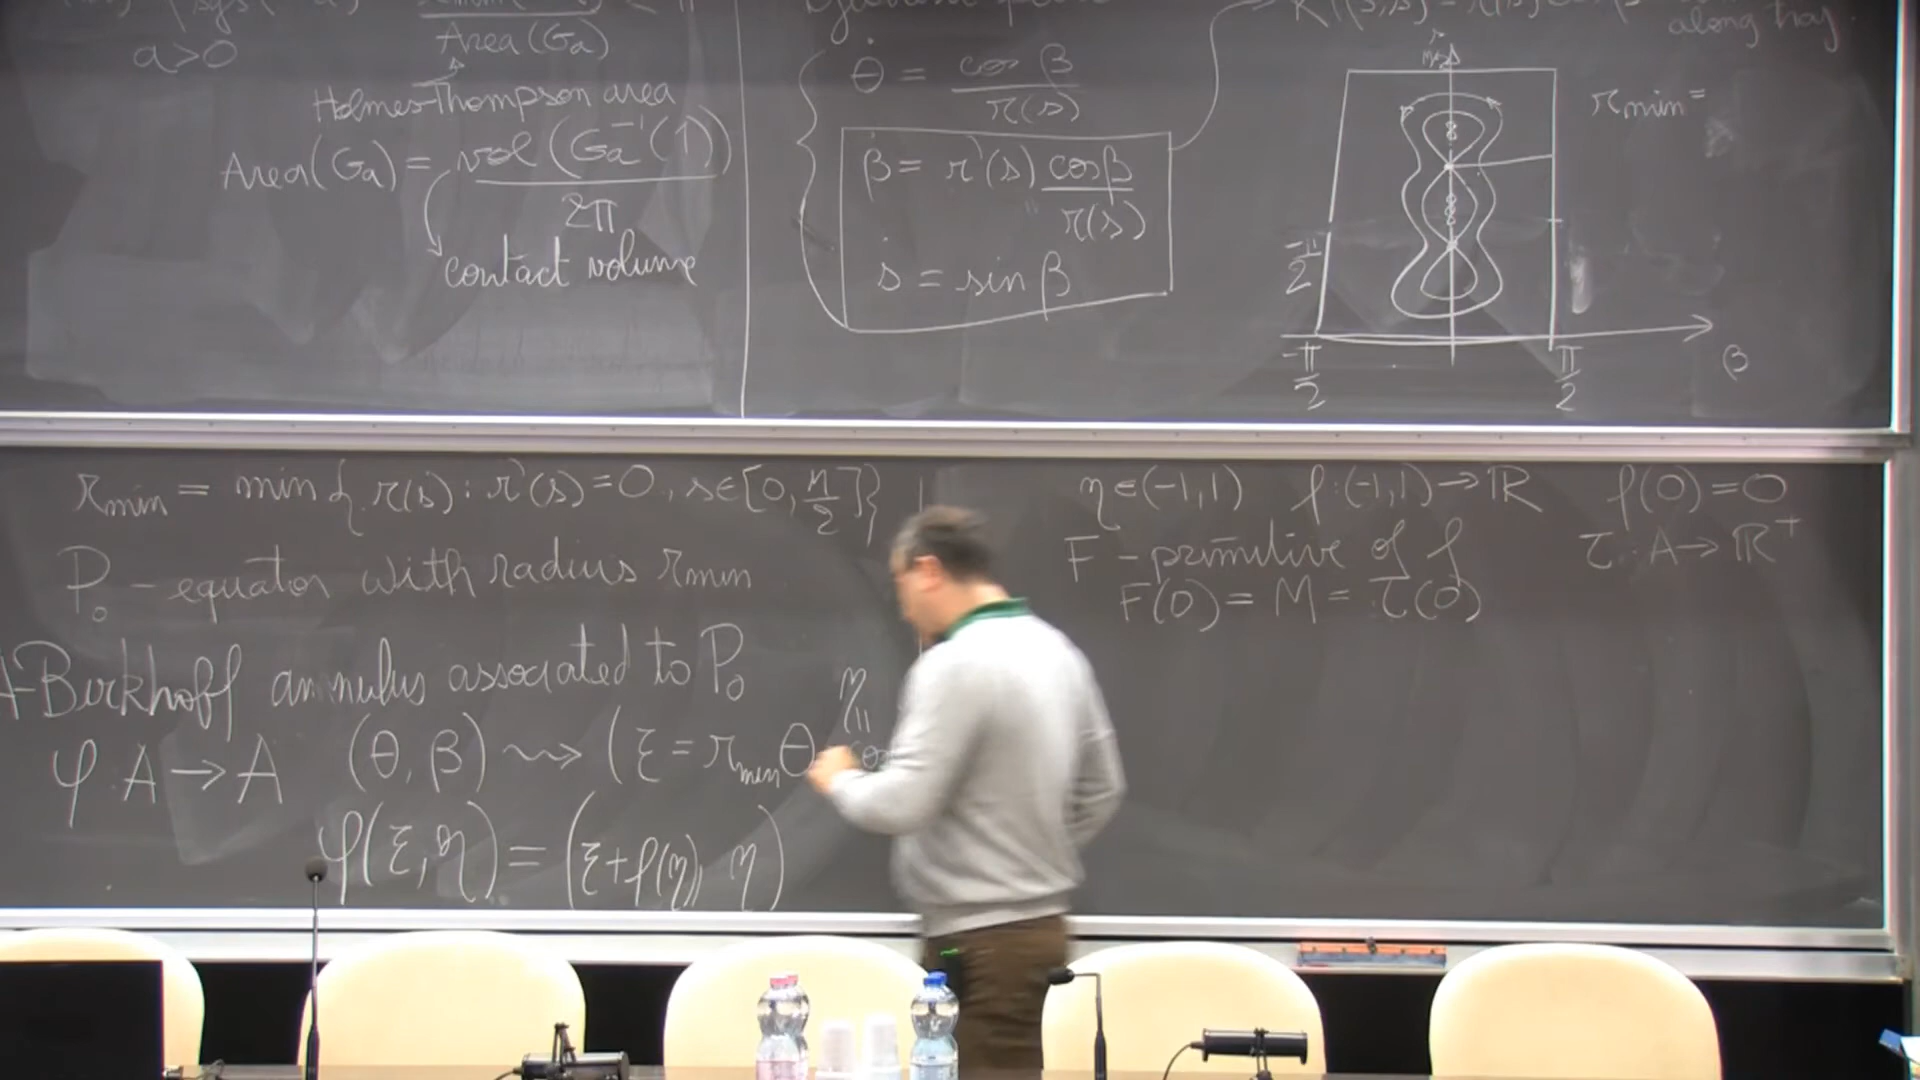 a>0
Area(Ga)
Holmes-Thompson area
Area(Ga) = vol(Ga⁻¹(1)) / 2π
contact volume
θ̇ = cos β / r(s)
β̇ = r'(s) cos β / r(s)
ṡ = sin β
along traj.
r_min =
-π/2
-π/2
π/2
β
r_min = min{r(s) : r'(s)=0, s∈[0, M/2]}
P₀ - equator with radius r_min
A-Birkhoff annulus associated to P₀
η
φ: A → A (θ, β) ⇝ (ξ = r_min θ
φ(ξ, η) = (ξ+f(η), η)
η∈(-1,1) f:(-1,1)→ℝ f(0)=0
F - primitive of f τ: A→ℝ⁺
F(0) = M = τ(0)